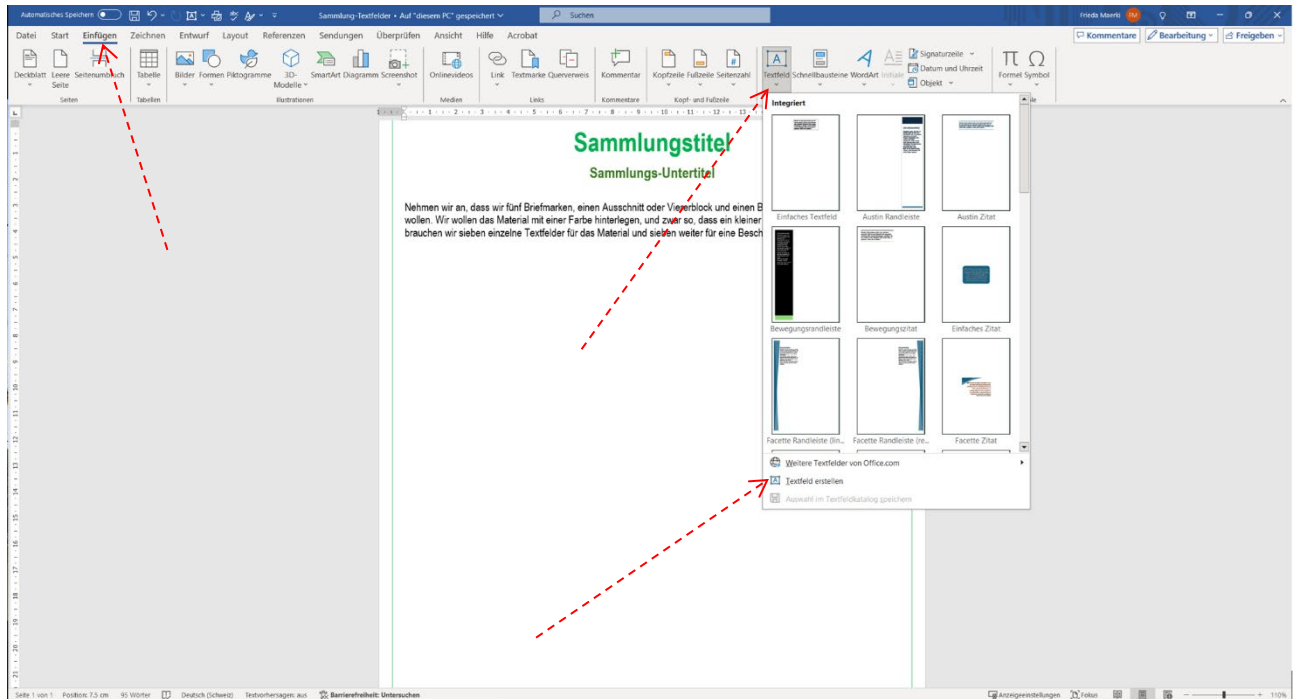 Automatisches Speichern
Sammlung-Textfelder • Auf "diesem PC" gespeichert
Suchen
Frieda Maerki
FM
Datei Start Einfügen Zeichnen Entwurf Layout Referenzen Sendungen Überprüfen Ansicht Hilfe Acrobat
Kommentare Bearbeitung Freigeben
Deckblatt Leere Seite Seitenumbruch
Tabelle
Bilder Formen Piktogramme 3D-Modelle SmartArt Diagramm Screenshot
Onlinevideos
Link Textmarke Querverweis
Kommentar
Kopfzeile Fußzeile Seitenzahl
Textfeld Schnellbausteine WordArt Initiale
Signaturzeile
Datum und Uhrzeit
Objekt
Formel Symbol
Seiten Tabellen Illustrationen Medien Links Kommentare Kopf- und Fußzeile
Sammlungstitel
Sammlungs-Untertitel
Nehmen wir an, dass wir fünf Briefmarken, einen Ausschnitt oder Viererblock und einen B
wollen. Wir wollen das Material mit einer Farbe hinterlegen, und zwar so, dass ein kleiner
brauchen wir sieben einzelne Textfelder für das Material und sieben weiter für eine Besch
Integriert
Einfaches Textfeld Austin Randleiste Austin Zitat
Bewegungsrandleiste Bewegungszitat Einfaches Zitat
Facette Randleiste (lin... Facette Randleiste (re... Facette Zitat
Weitere Textfelder von Office.com
Textfeld erstellen
Auswahl im Textfeldkatalog speichern
Seite 1 von 1 Position: 7.5 cm 95 Wörter Deutsch (Schweiz) Textvorhersagen: aus Barrierefreiheit: Untersuchen
Anzeigeeinstellungen Fokus 110%